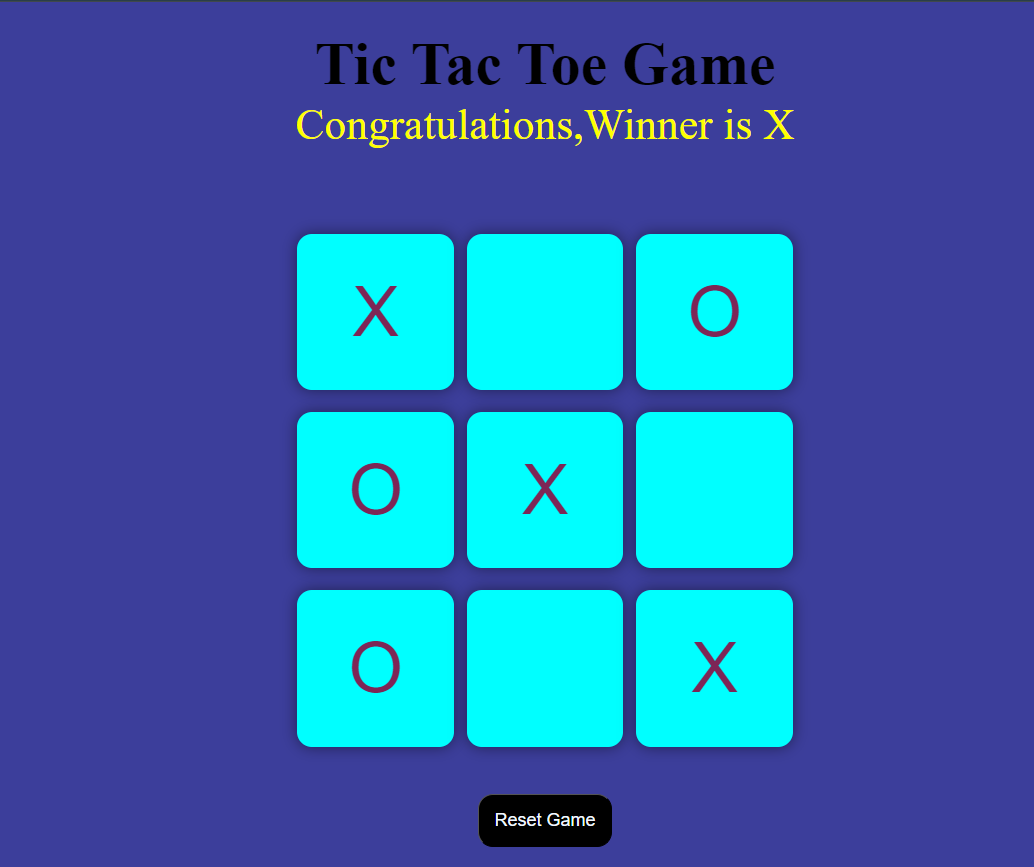 Tic Tac Toe Game
Congratulations,Winner is X
X O
O X
O X
Reset Game